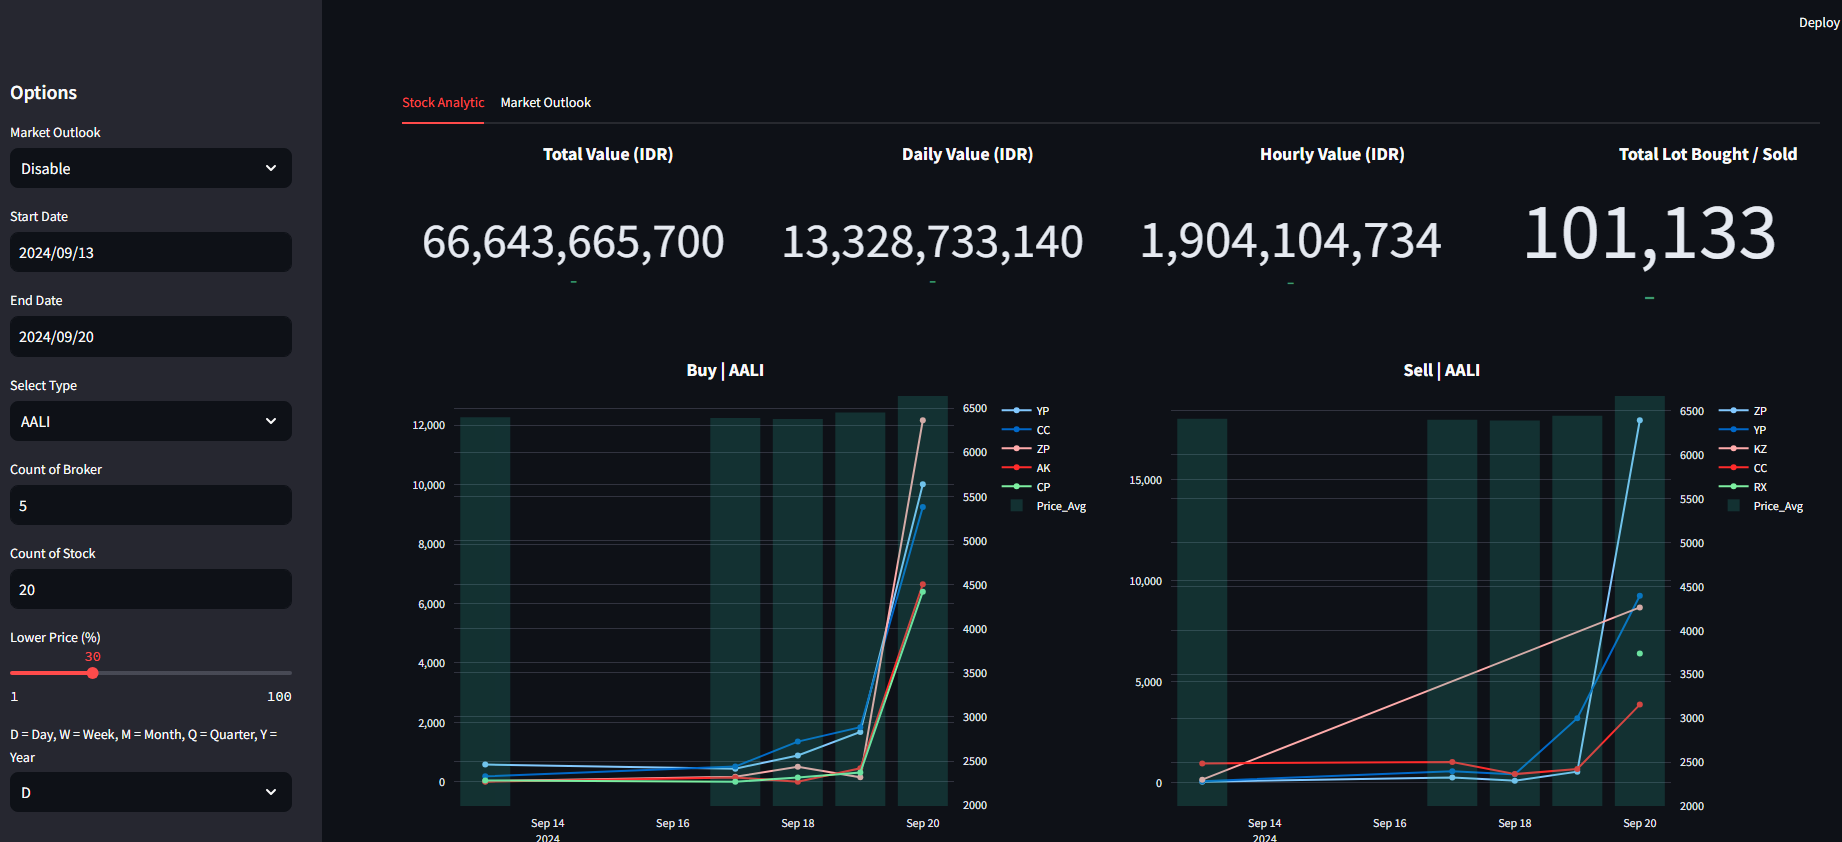 Deploy
Options
Market Outlook
Disable
Start Date
2024/09/13
End Date
2024/09/20
Select Type
AALI
Count of Broker
5
Count of Stock
20
Lower Price (%)
30
1 100
D = Day, W = Week, M = Month, Q = Quarter, Y =
Year
D
Stock Analytic Market Outlook
Total Value (IDR) Daily Value (IDR) Hourly Value (IDR) Total Lot Bought / Sold
66,643,665,700 13,328,733,140 1,904,104,734 101,133
- - - -
Buy | AALI
12,000
10,000
8,000
6,000
4,000
2,000
0
6500
6000
5500
5000
4500
4000
3500
3000
2500
2000
Sep 14 Sep 16 Sep 18 Sep 20
2024
YP
CC
ZP
AK
CP
Price_Avg
Sell | AALI
15,000
10,000
5,000
0
6500
6000
5500
5000
4500
4000
3500
3000
2500
2000
Sep 14 Sep 16 Sep 18 Sep 20
2024
ZP
YP
KZ
CC
RX
Price_Avg